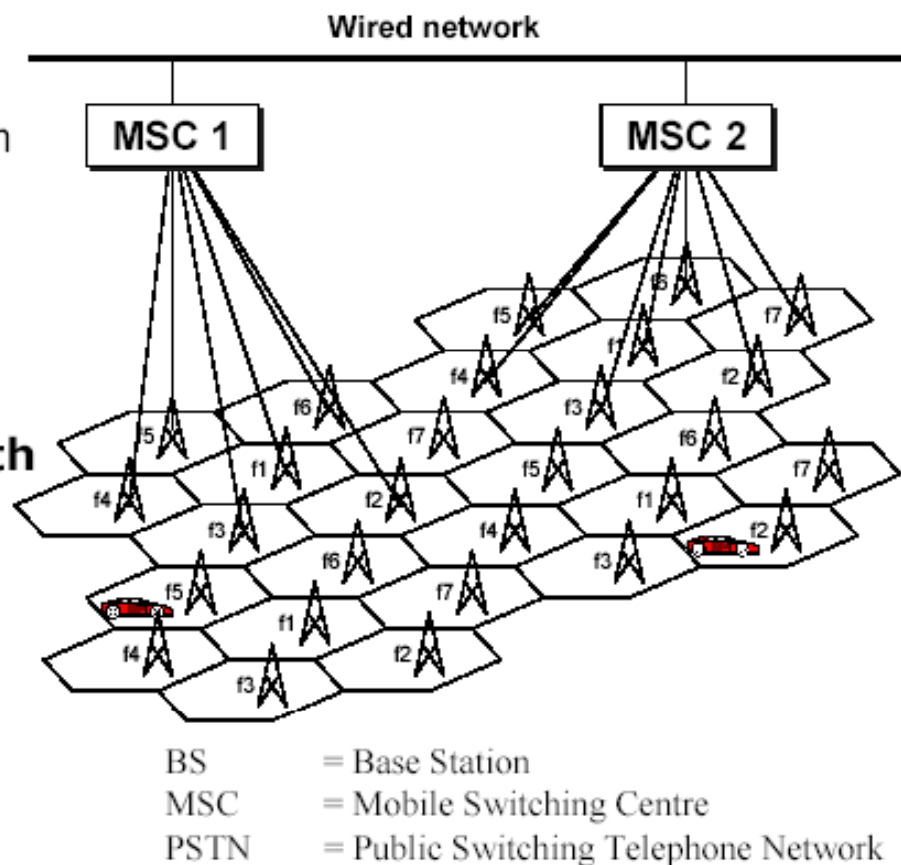 Wired network
n
MSC 1
MSC 2
f6
f5
f7
f1
f4
f2
f6
f3
f7
f6
f5
f1
f5
f7
th
f4
f2
f1
f3
f4
f2
f6
f3
f5
f7
f1
f4
f2
f3
BS = Base Station
MSC = Mobile Switching Centre
PSTN = Public Switching Telephone Network